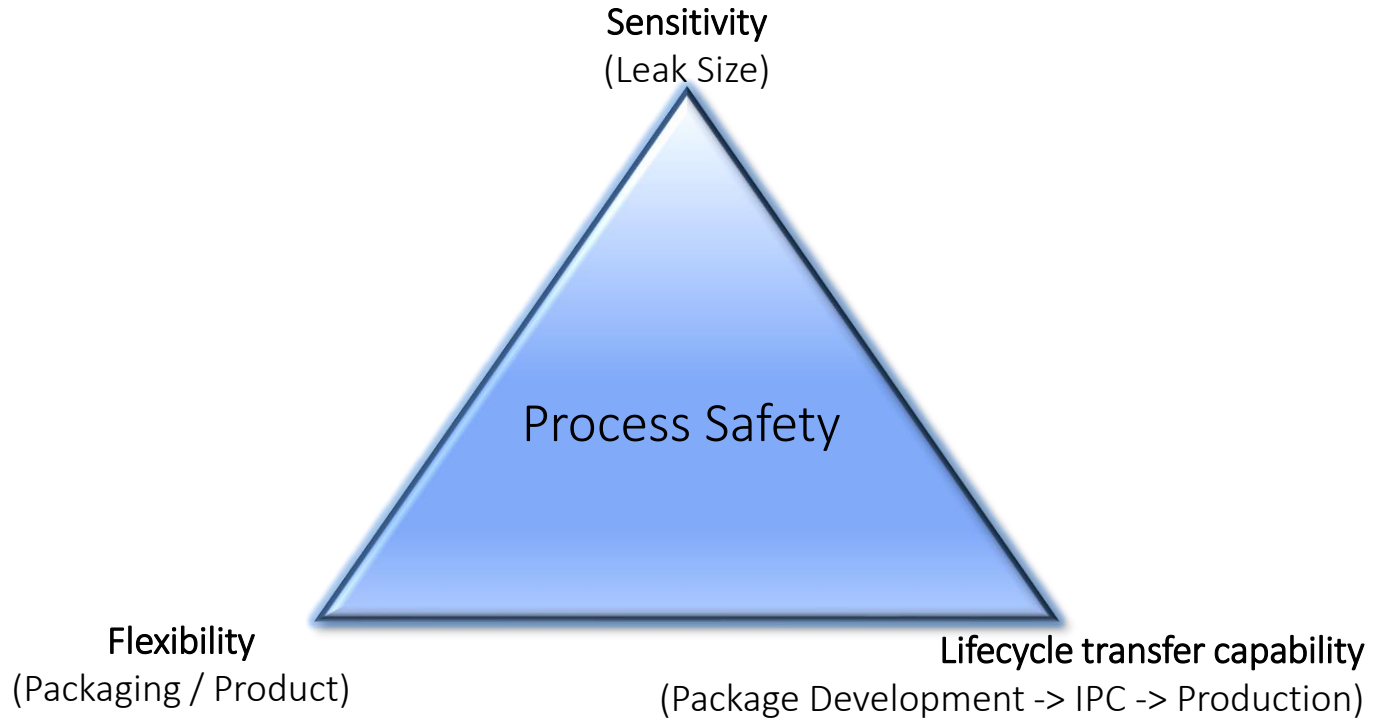 Sensitivity
(Leak Size)
Process Safety
Flexibility
(Packaging / Product)
Lifecycle transfer capability
(Package Development -> IPC -> Production)